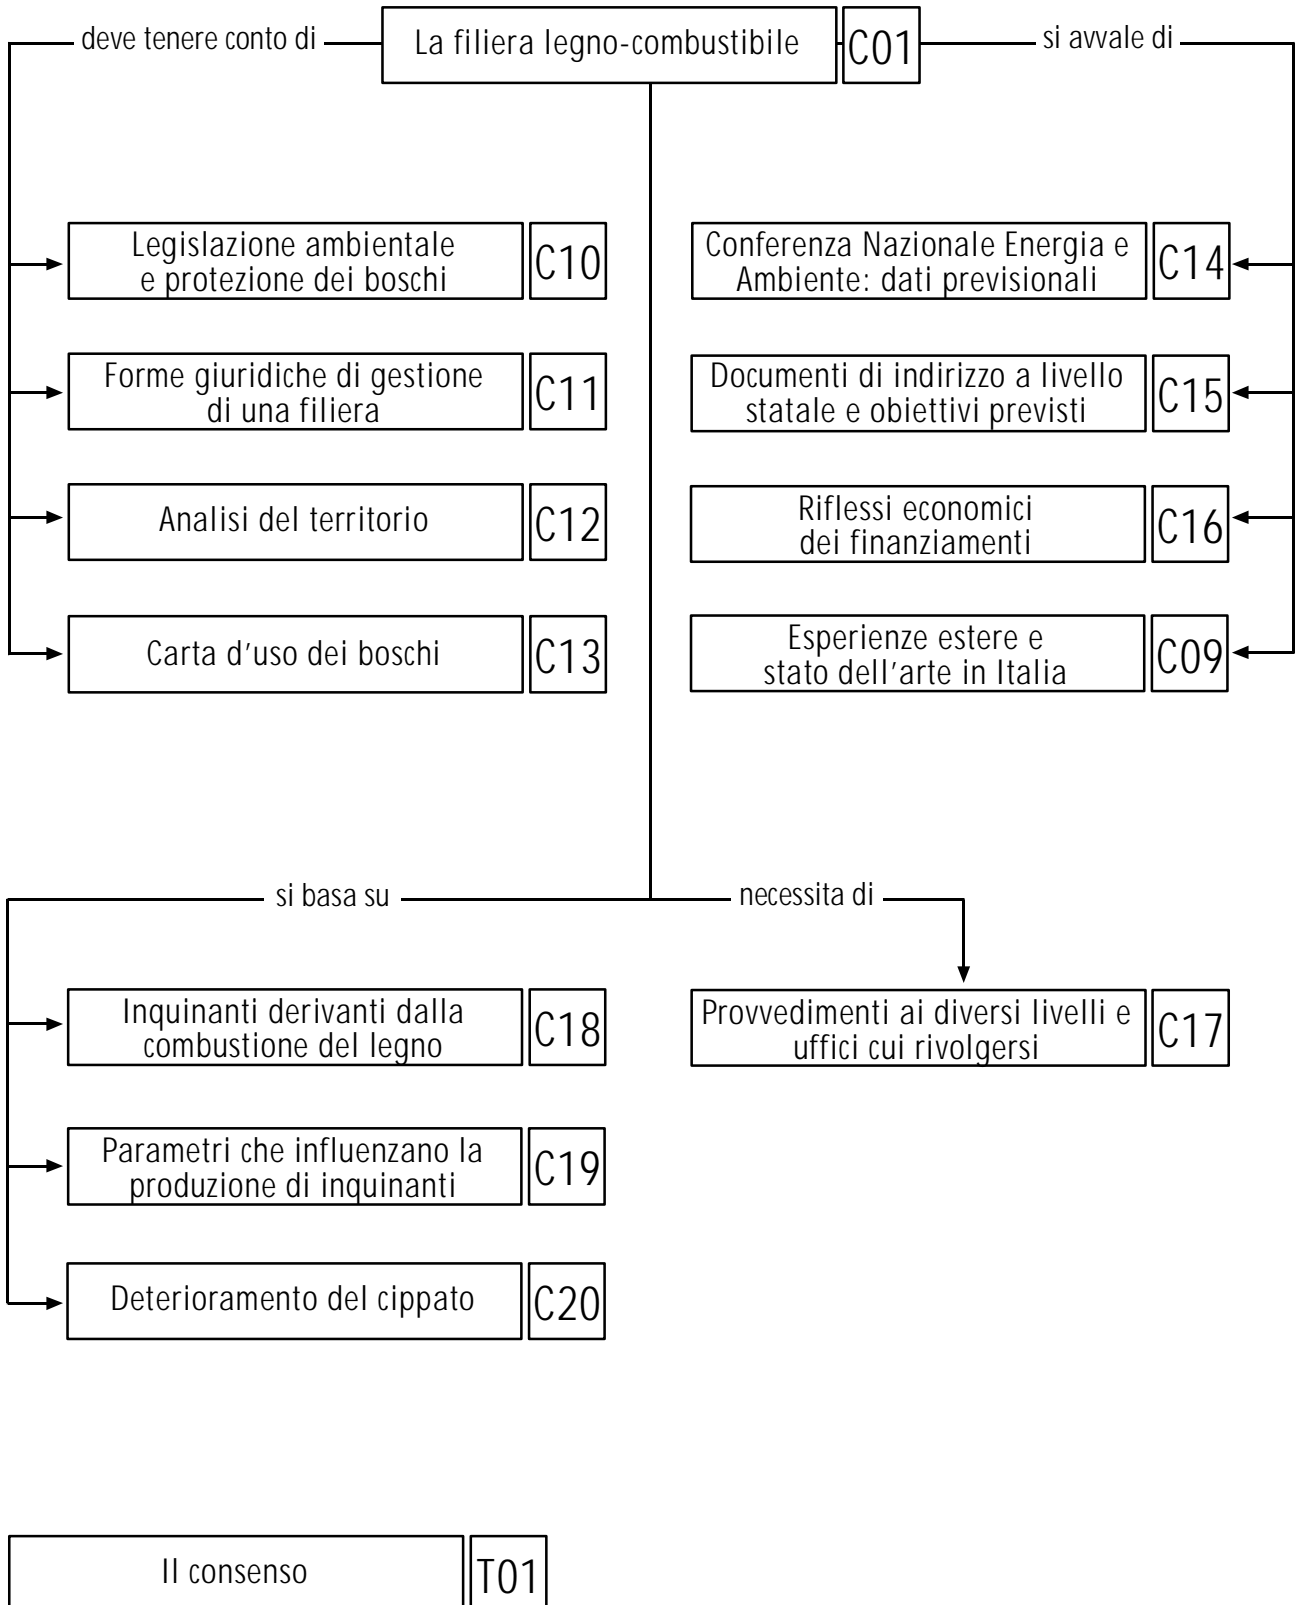 deve tenere conto di
La filiera legno-combustibile
C01
si avvale di
Legislazione ambientale
e protezione dei boschi
C10
Conferenza Nazionale Energia e
Ambiente: dati previsionali
C14
Forme giuridiche di gestione
di una filiera
C11
Documenti di indirizzo a livello
statale e obiettivi previsti
C15
Analisi del territorio
C12
Riflessi economici
dei finanziamenti
C16
Carta d'uso dei boschi
C13
Esperienze estere e
stato dell'arte in Italia
C09
si basa su
necessita di
Inquinanti derivanti dalla
combustione del legno
C18
Provvedimenti ai diversi livelli e
uffici cui rivolgersi
C17
Parametri che influenzano la
produzione di inquinanti
C19
Deterioramento del cippato
C20
Il consenso
T01